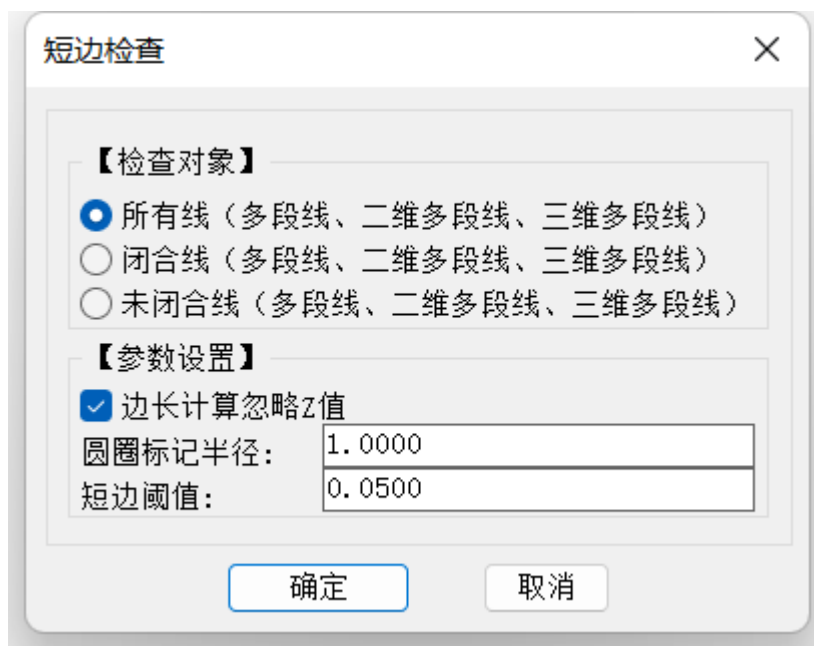 短边检查
【检查对象】
所有线（多段线、二维多段线、三维多段线）
闭合线（多段线、二维多段线、三维多段线）
未闭合线（多段线、二维多段线、三维多段线）
【参数设置】
边长计算忽略Z值
圆圈标记半径: 1.0000
短边阈值: 0.0500
确定 取消